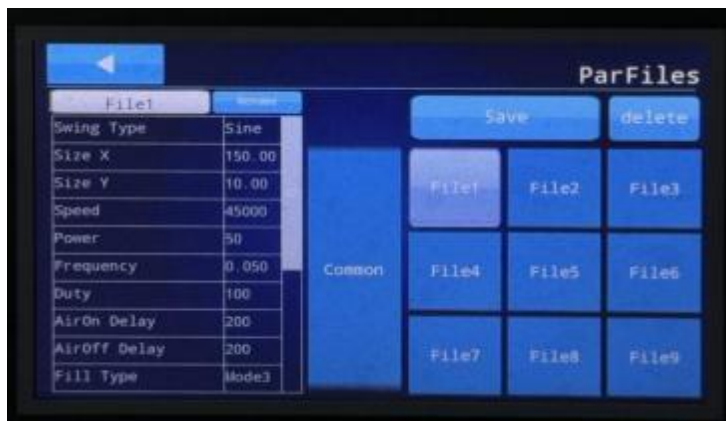 ParFiles
File1
Save
delete
Swing Type Sine
Size X 150.00
Size Y 10.00
Speed 45000
Power 50
Frequency 0.050
Duty 100
AirOn Delay 200
AirOff Delay 200
Fill Type Mode3
Common
File1 File2 File3
File4 File5 File6
File7 File8 File9